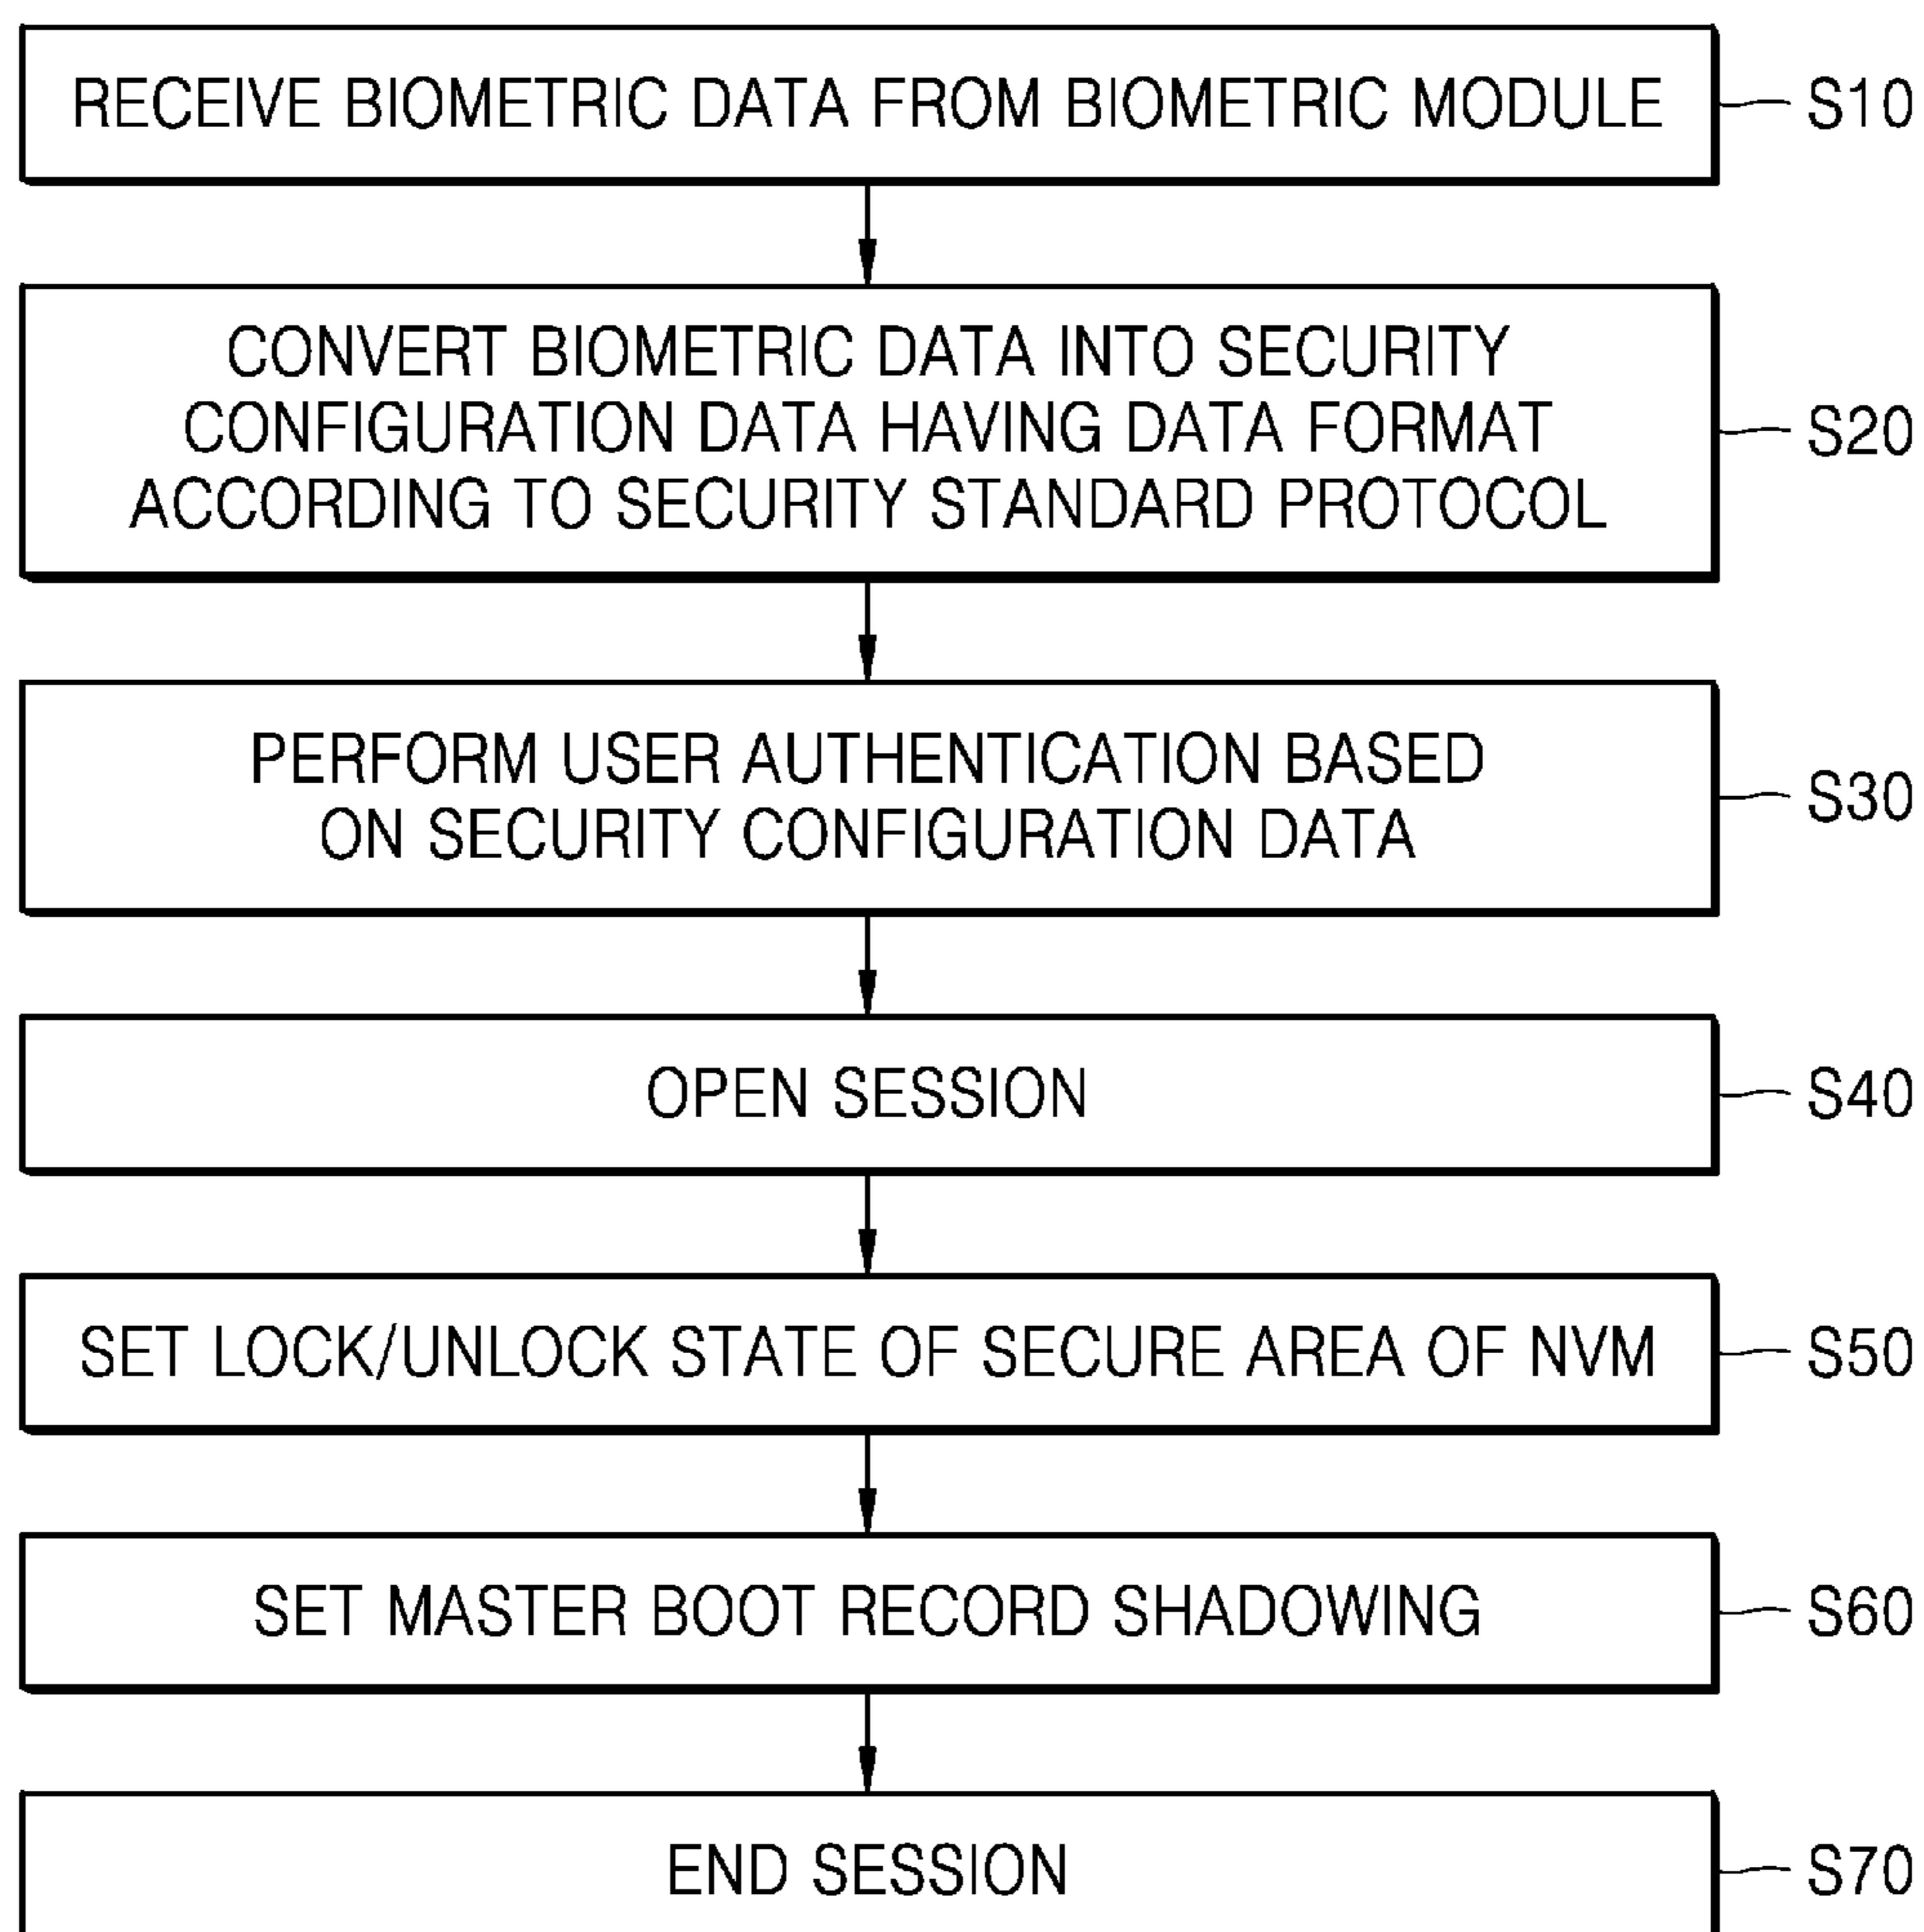 RECEIVE BIOMETRIC DATA FROM BIOMETRIC MODULE
S10
CONVERT BIOMETRIC DATA INTO SECURITY
CONFIGURATION DATA HAVING DATA FORMAT
ACCORDING TO SECURITY STANDARD PROTOCOL
S20
PERFORM USER AUTHENTICATION BASED
ON SECURITY CONFIGURATION DATA
S30
OPEN SESSION
S40
SET LOCK/UNLOCK STATE OF SECURE AREA OF NVM
S50
SET MASTER BOOT RECORD SHADOWING
S60
END SESSION
S70